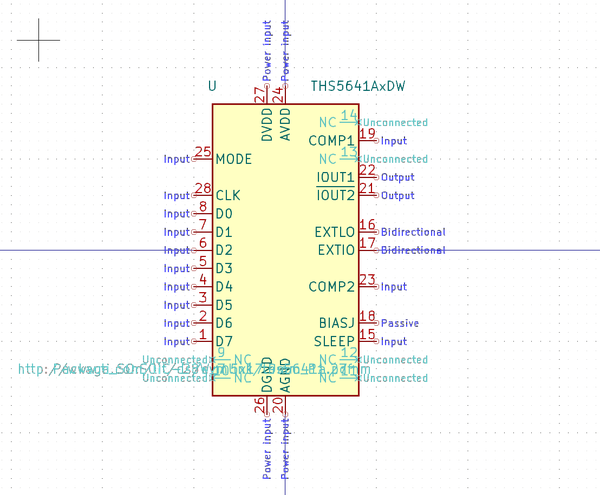 Power input
Power input
U
THS5641AxDW
27
24
DVDD
AVDD
NC 14 Unconnected
COMP1 19 Input
Input 25 MODE
NC 13 Unconnected
IOUT1 22 Output
Input 28 CLK
IOUT2 21 Output
Input 8 D0
Input 7 D1
EXTLO 16 Bidirectional
Input 6 D2
EXTIO 17 Bidirectional
Input 5 D3
Input 4 D4
COMP2 23 Input
Input 3 D5
Input 2 D6
BIASJ 18 Passive
Input 1 D7
SLEEP 15 Input
Unconnected 9 NC
NC 12 Unconnected
Unconnected NC
NC Unconnected
DGND
AGND
26
20
Power input
Power input